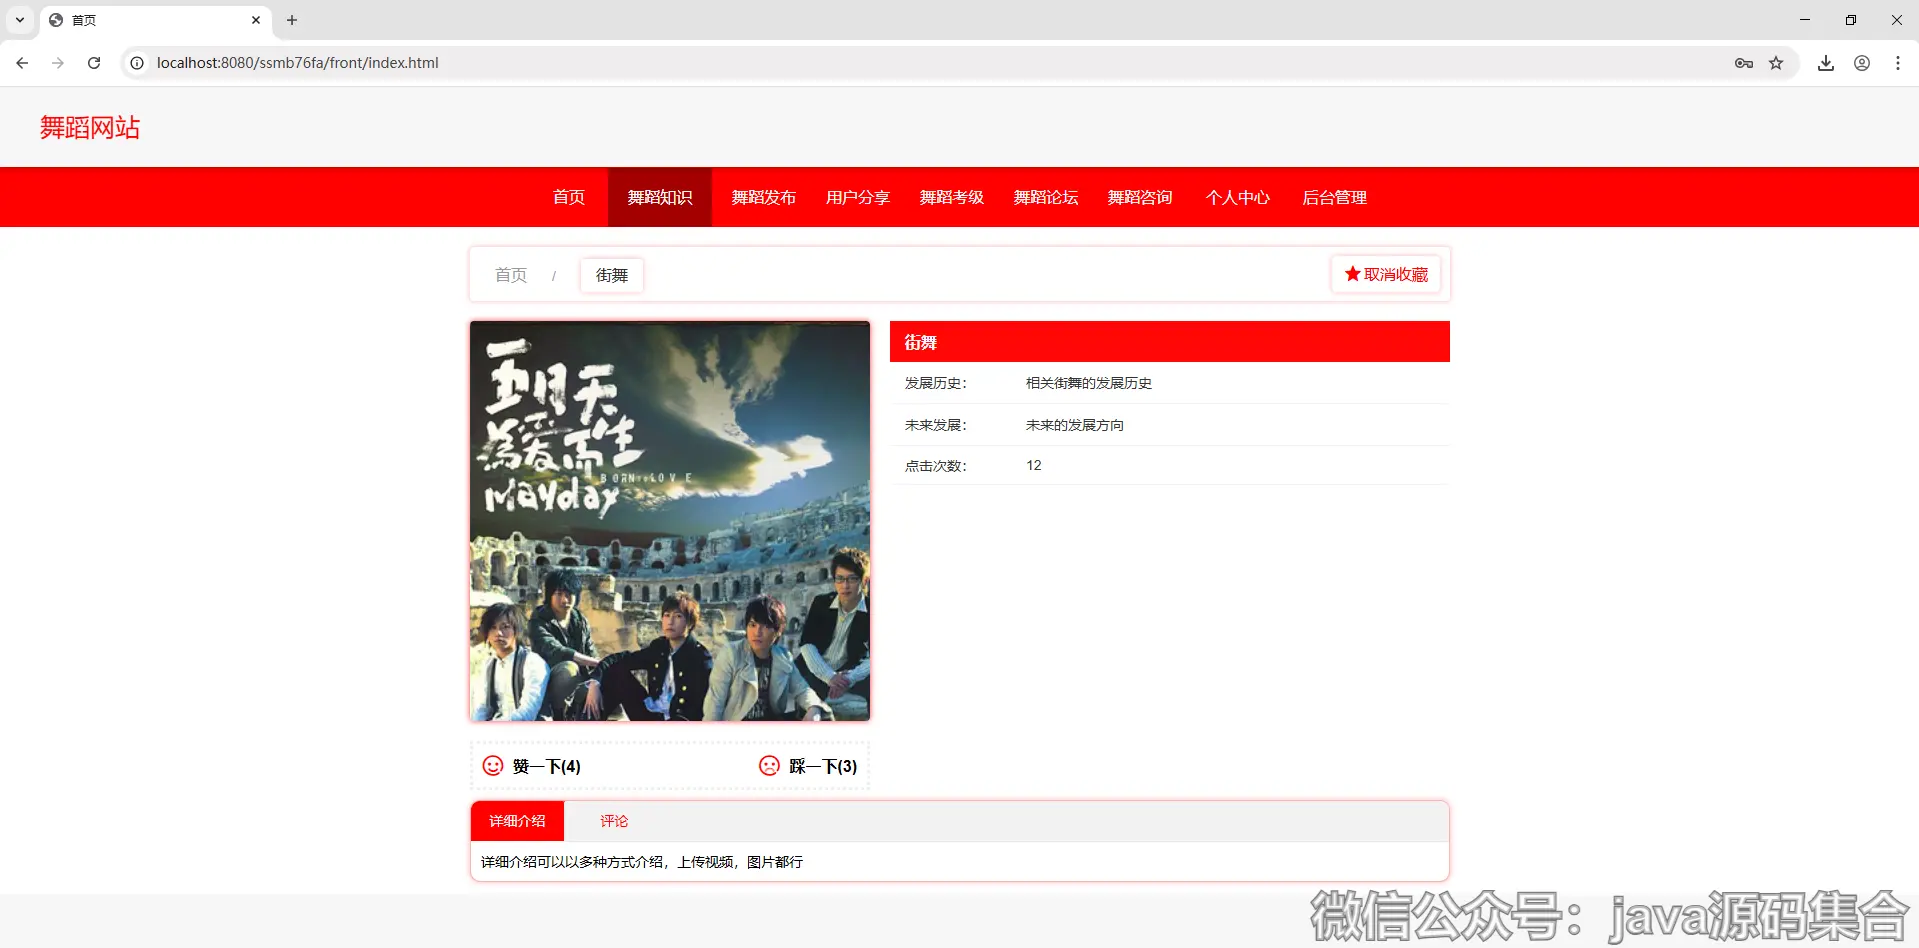 首页
localhost:8080/ssmb76fa/front/index.html
舞蹈网站
首页 舞蹈知识 舞蹈发布 用户分享 舞蹈考级 舞蹈论坛 舞蹈咨询 个人中心 后台管理
首页 / 街舞 取消收藏
五月天
為愛而生
BORN TO LOVE
Mayday
街舞
发展历史: 相关街舞的发展历史
未来发展: 未来的发展方向
点击次数: 12
赞一下(4) 踩一下(3)
详细介绍 评论
详细介绍可以以多种方式介绍，上传视频，图片都行
微信公众号：java源码集合